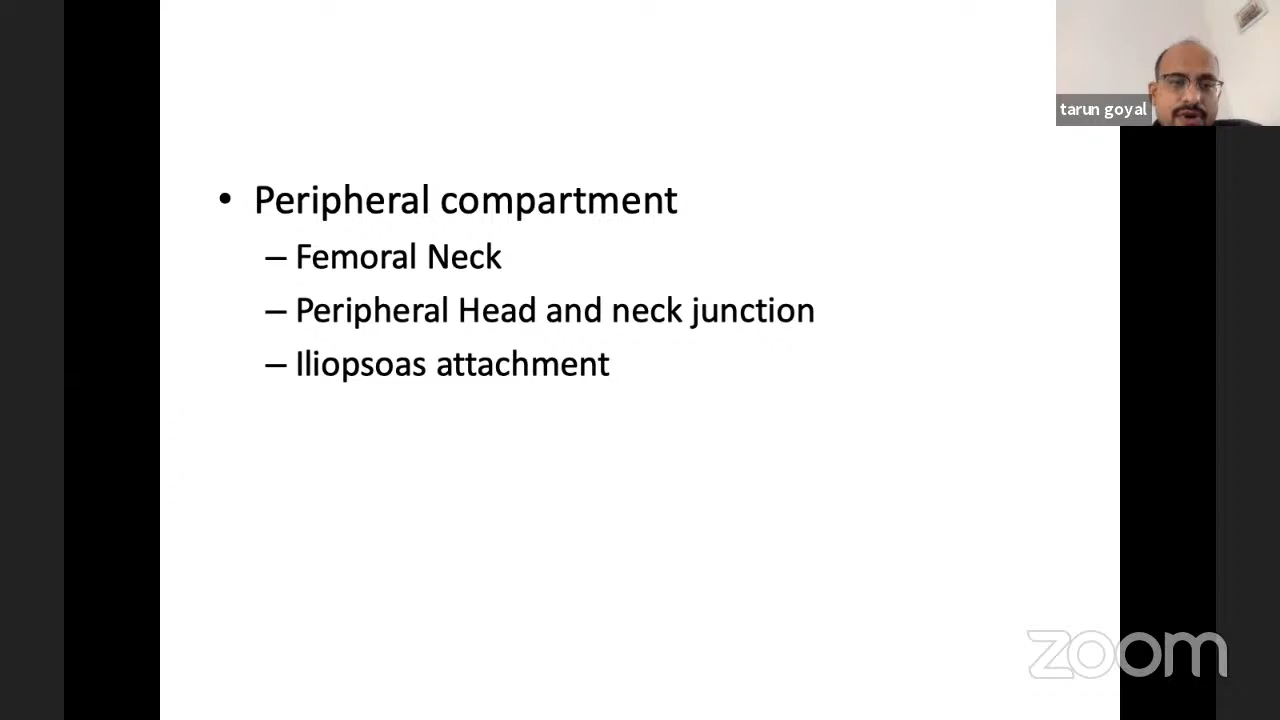 tarun goyal
• Peripheral compartment
– Femoral Neck
– Peripheral Head and neck junction
– Iliopsoas attachment
zoom